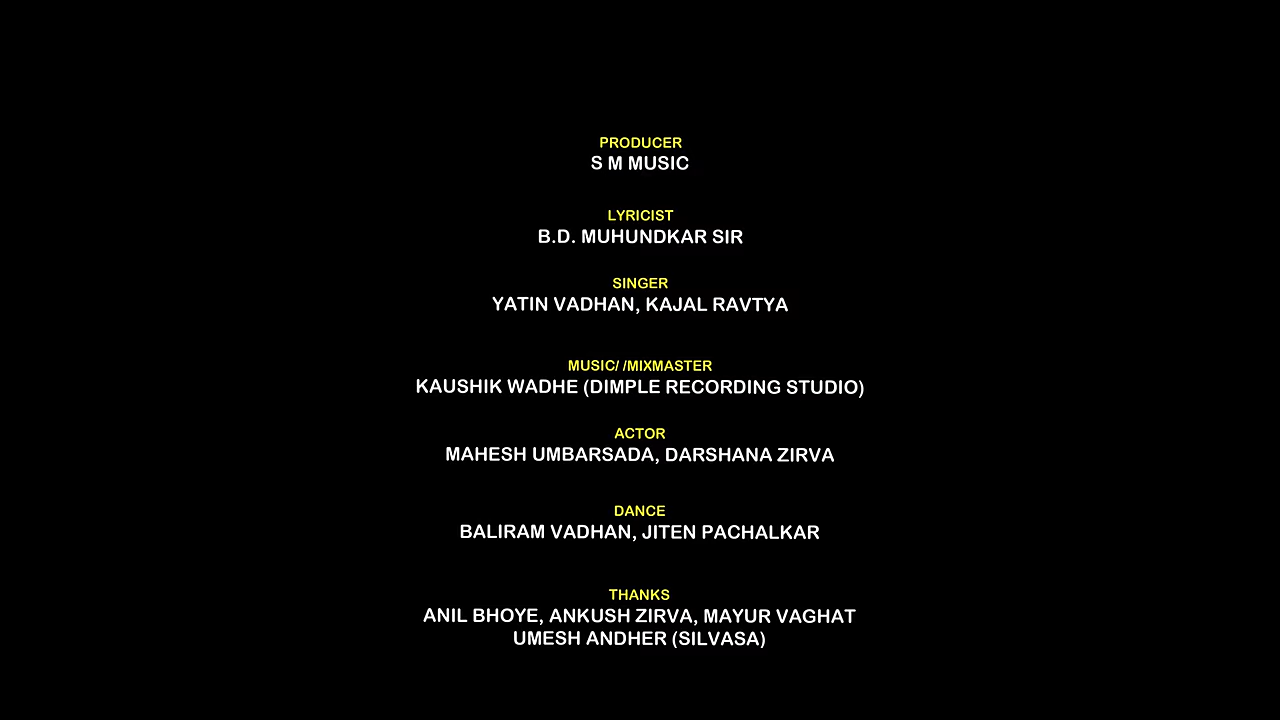 PRODUCER
S M MUSIC
LYRICIST
B.D. MUHUNDKAR SIR
SINGER
YATIN VADHAN, KAJAL RAVTYA
MUSIC/ /MIXMASTER
KAUSHIK WADHE (DIMPLE RECORDING STUDIO)
ACTOR
MAHESH UMBARSADA, DARSHANA ZIRVA
DANCE
BALIRAM VADHAN, JITEN PACHALKAR
THANKS
ANIL BHOYE, ANKUSH ZIRVA, MAYUR VAGHAT
UMESH ANDHER (SILVASA)